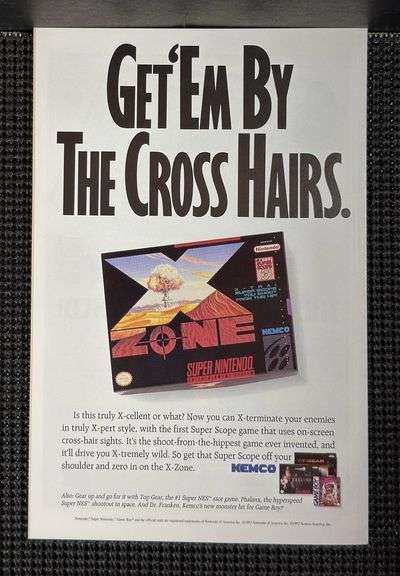 GET 'EM BY
THE CROSS HAIRS.
Nintendo
X
ZONE
KEMCO
SUPER NINTENDO
Is this truly X-cellent or what? Now you can X-terminate your enemies
in truly X-pert style, with the first Super Scope game that uses on-screen
cross-hair sights. It's the shoot-from-the-hippest game ever invented, and
it'll drive you X-tremely wild. So get that Super Scope off your
shoulder and zero in on the X-Zone.
KEMCO
Also: Gear up and go for it with Top Gear, the #1 Super NES race game. Phalanx, the hyperspeed
Super NES shootout in space. And Dr. Franken, Kemco's new monster hit for Game Boy!